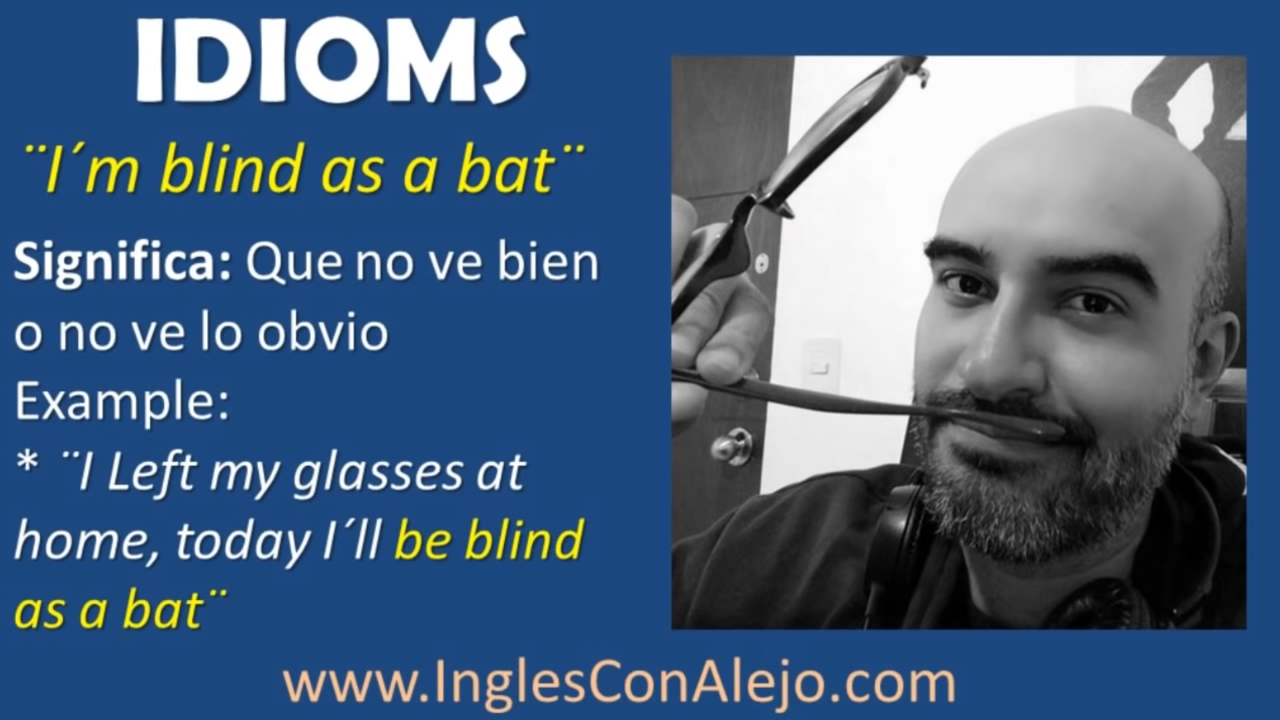 IDIOMS
¨I´m blind as a bat¨
Significa: Que no ve bien
o no ve lo obvio
Example:
* ¨I Left my glasses at
home, today I´ll be blind
as a bat¨
www.InglesConAlejo.com